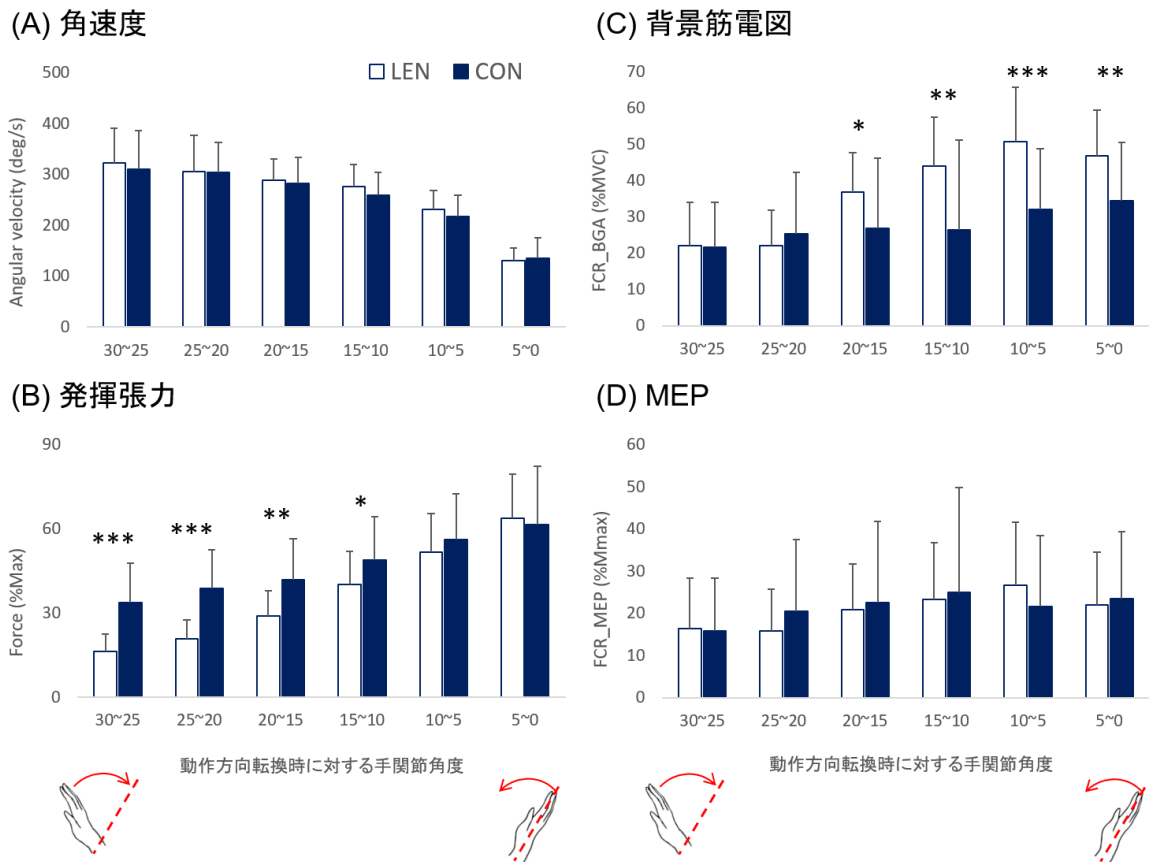 (A) 角速度
LEN CON
Angular velocity (deg/s)
500
400
300
200
100
0
30~25 25~20 20~15 15~10 10~5 5~0
(B) 発揮張力
Force (%Max)
90
60
30
0
*** *** ** *
30~25 25~20 20~15 15~10 10~5 5~0
動作方向転換時に対する手関節角度
(C) 背景筋電図
FCR_BGA (%MVC)
70
60
50
40
30
20
10
0
* ** *** **
30~25 25~20 20~15 15~10 10~5 5~0
(D) MEP
FCR_MEP (%Mmax)
60
50
40
30
20
10
0
30~25 25~20 20~15 15~10 10~5 5~0
動作方向転換時に対する手関節角度